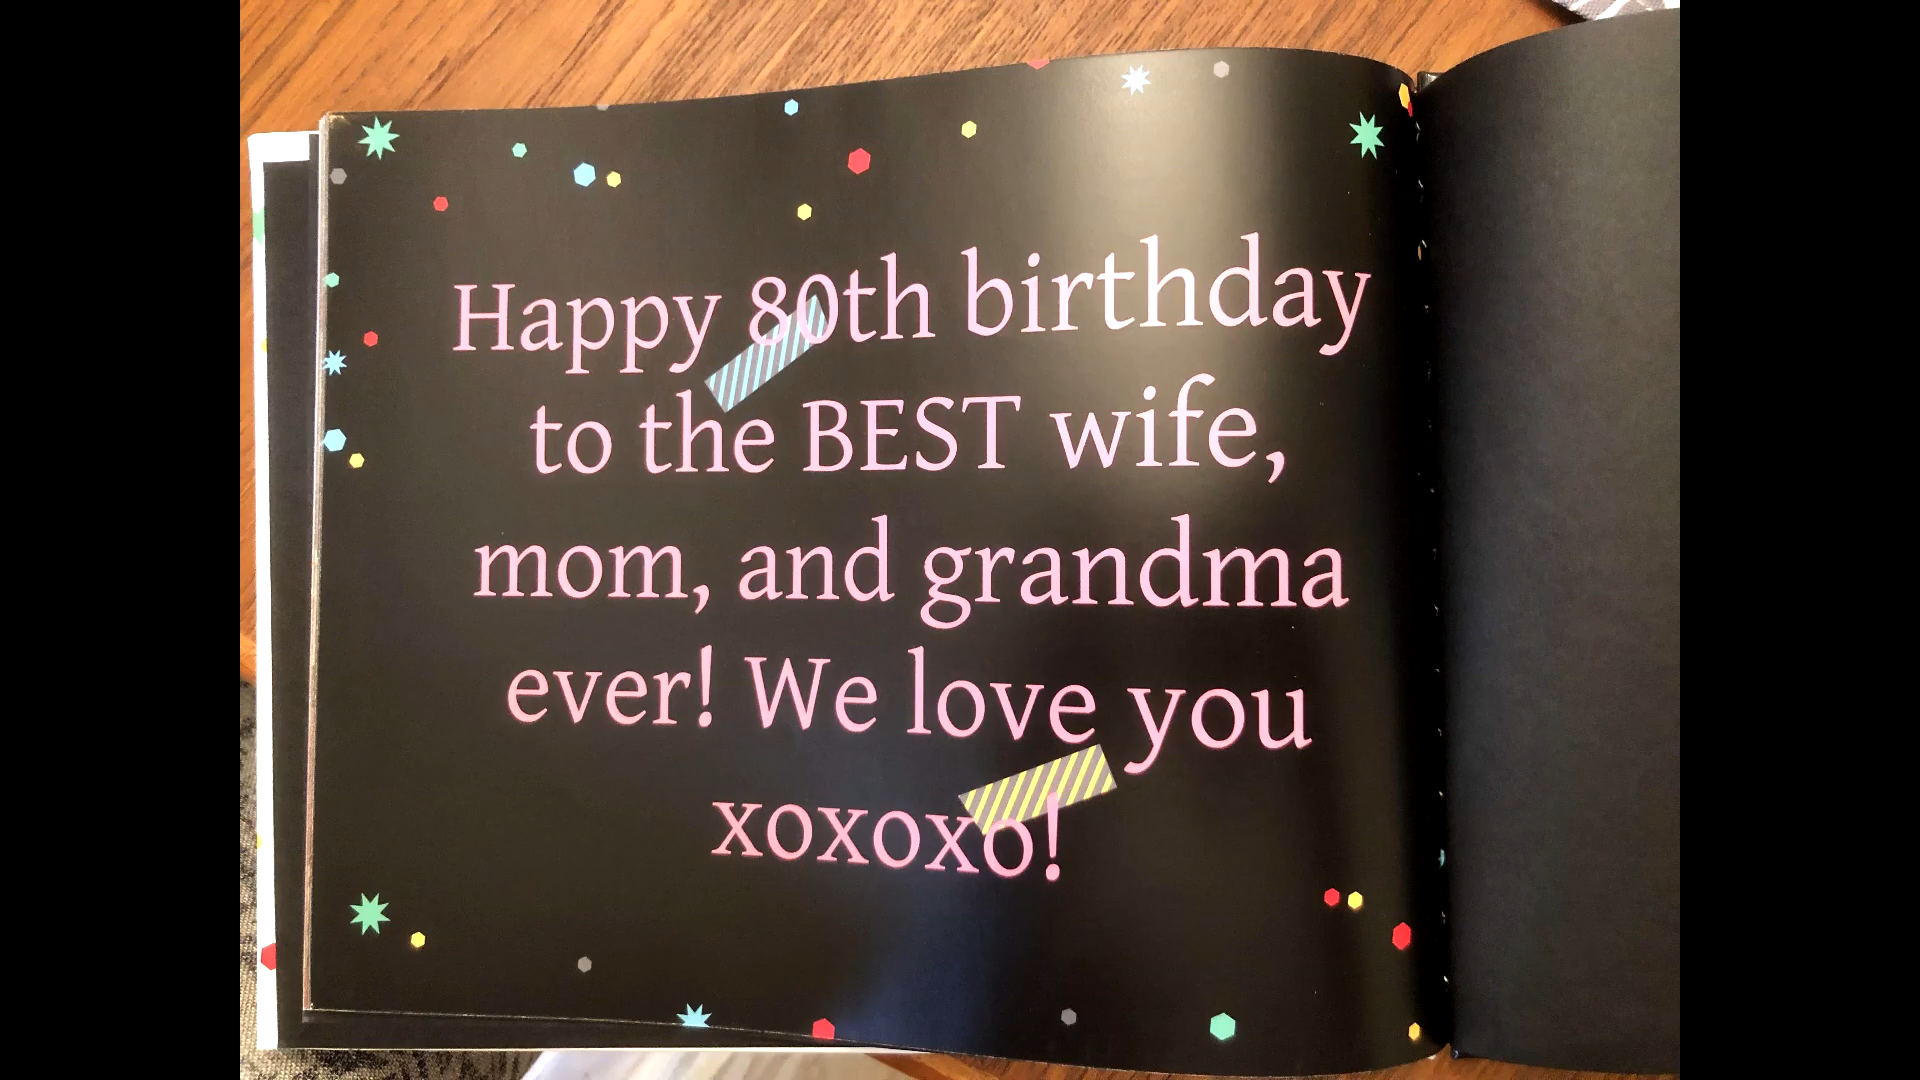 Happy 80th birthday
to the BEST wife,
mom, and grandma
ever! We love you
xoxoxo!